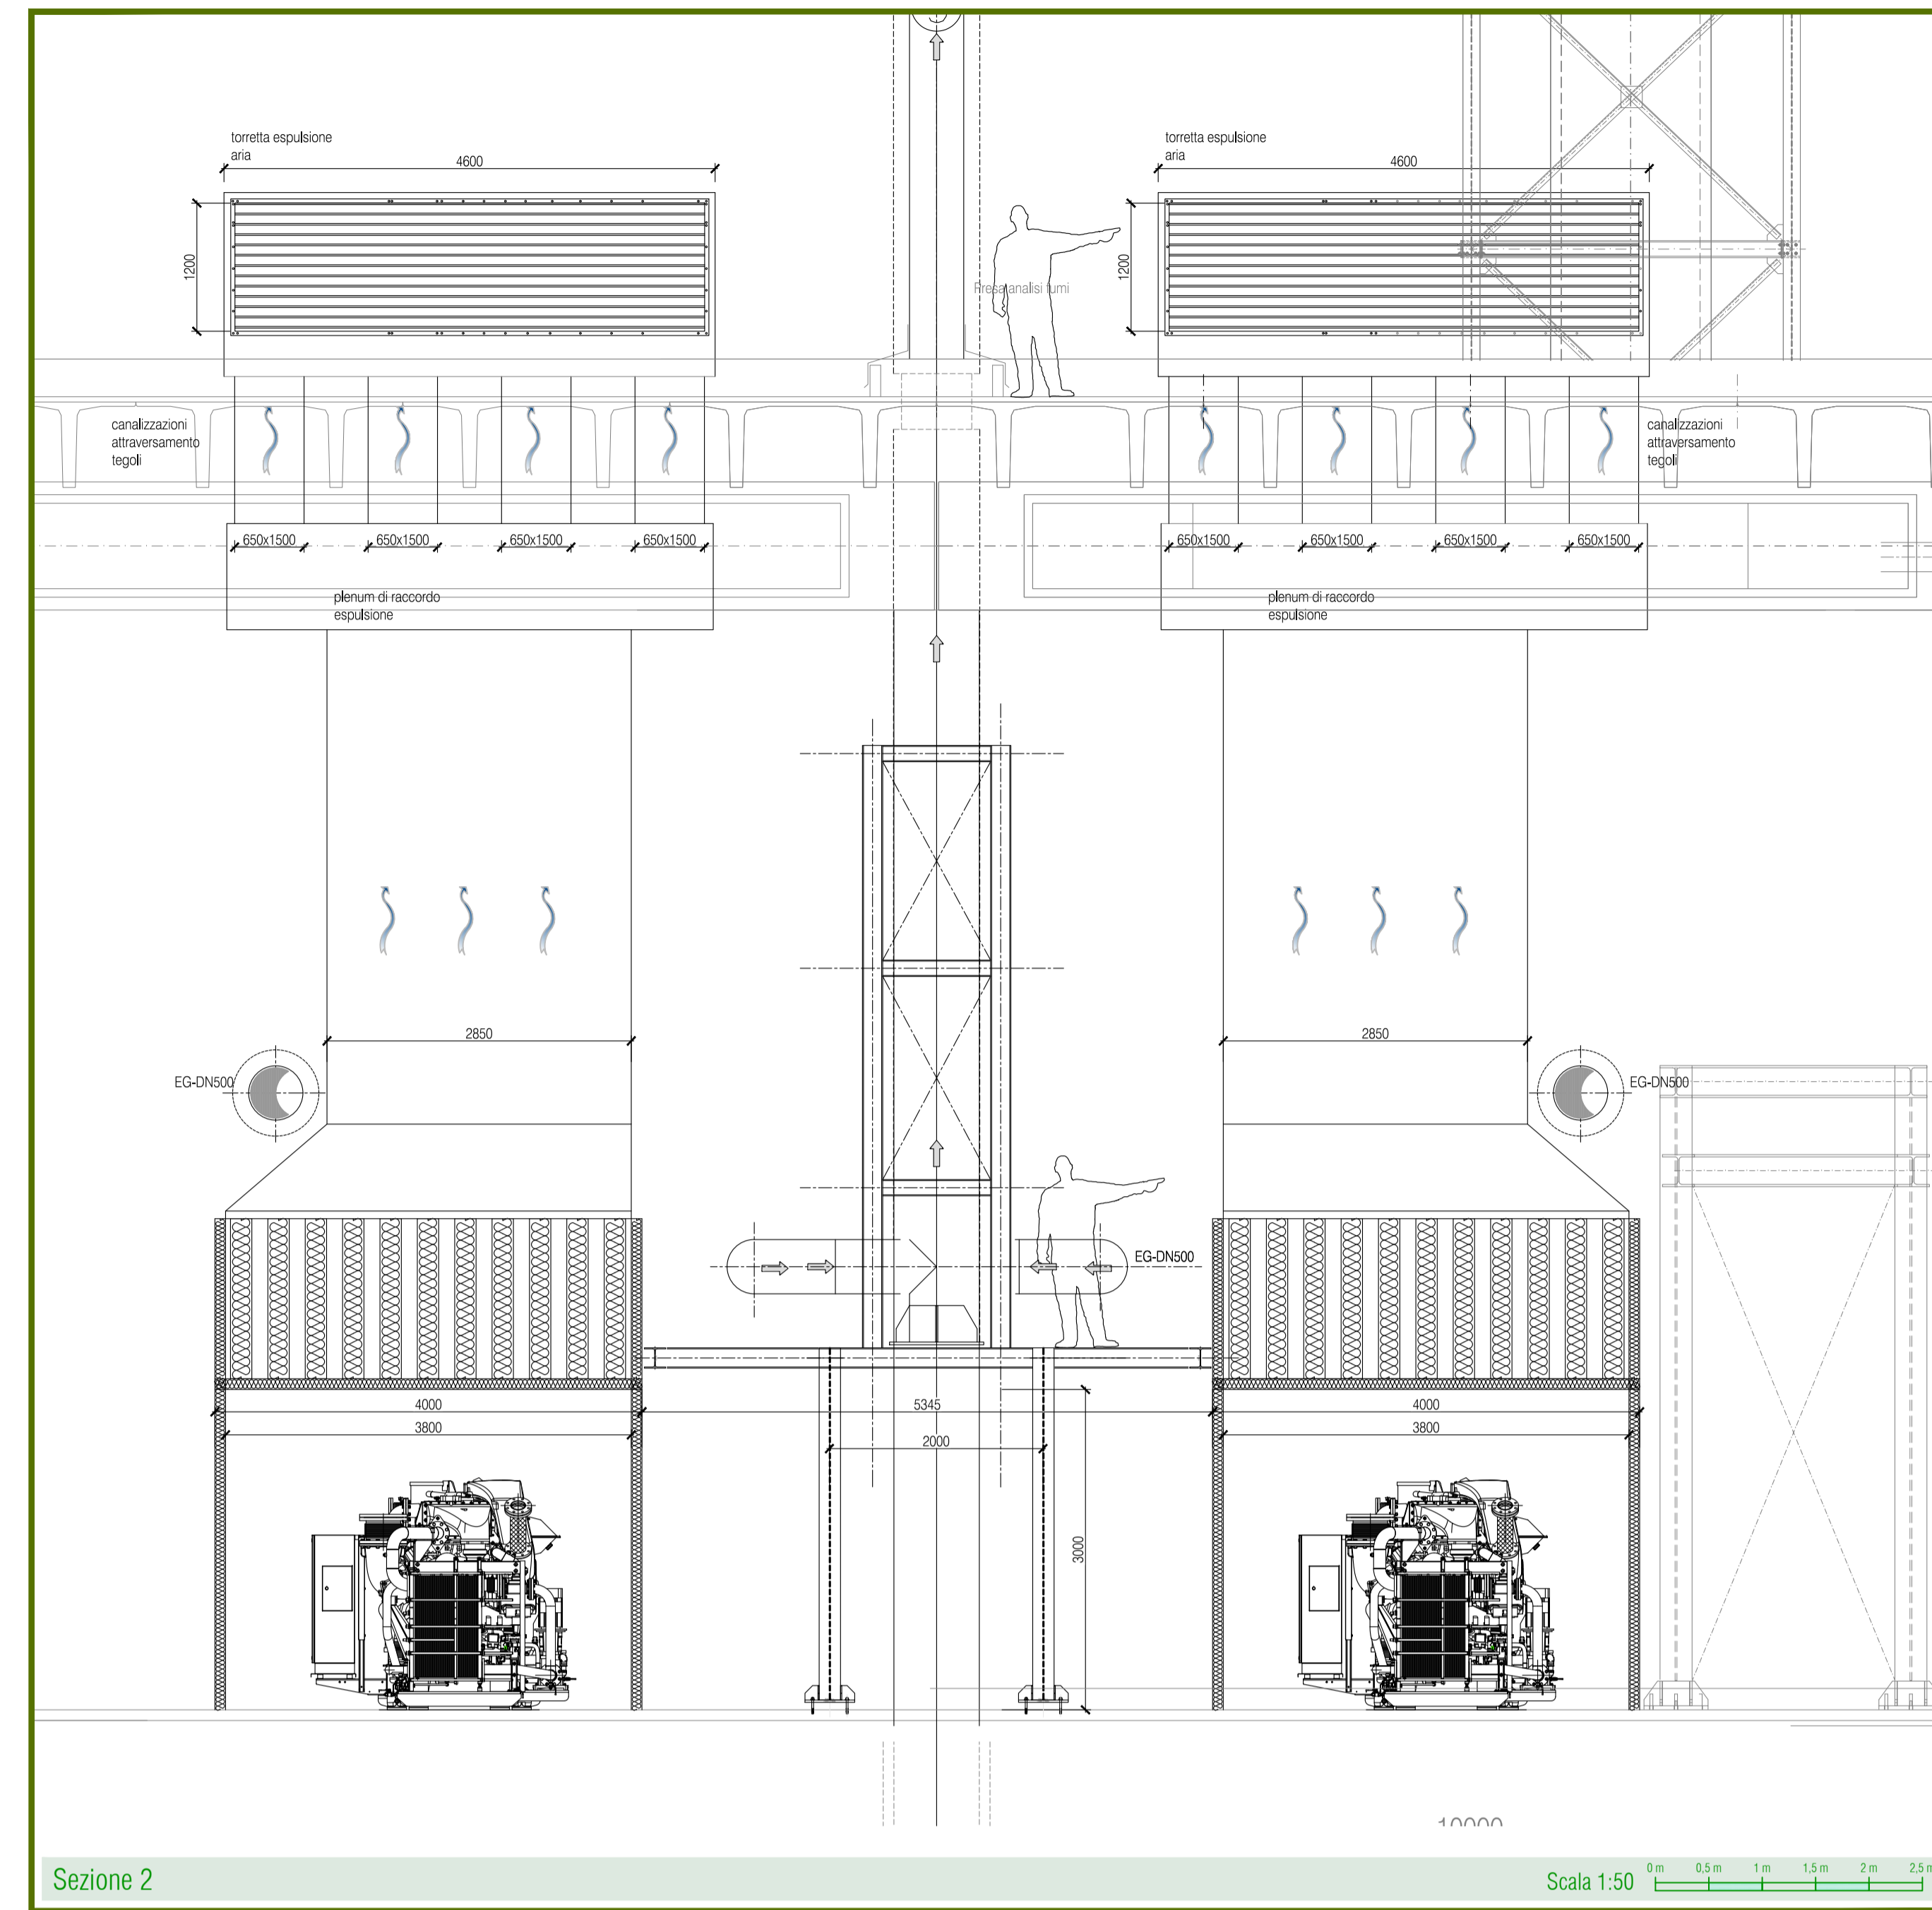 torretta espulsione
aria
4600
torretta espulsione
aria
4600
1200
1200
Presa analisi fumi
canalizzazioni
attraversamento
tegoli
canalizzazioni
attraversamento
tegoli
650x1500
650x1500
650x1500
650x1500
650x1500
650x1500
650x1500
650x1500
plenum di raccordo
espulsione
plenum di raccordo
espulsione
2850
2850
EG-DN500
EG-DN500
EG-DN500
4000
5345
4000
3800
2000
3800
3000
10000
Sezione 2
Scala 1:50
0 m
0,5 m
1 m
1,5 m
2 m
2,5 m